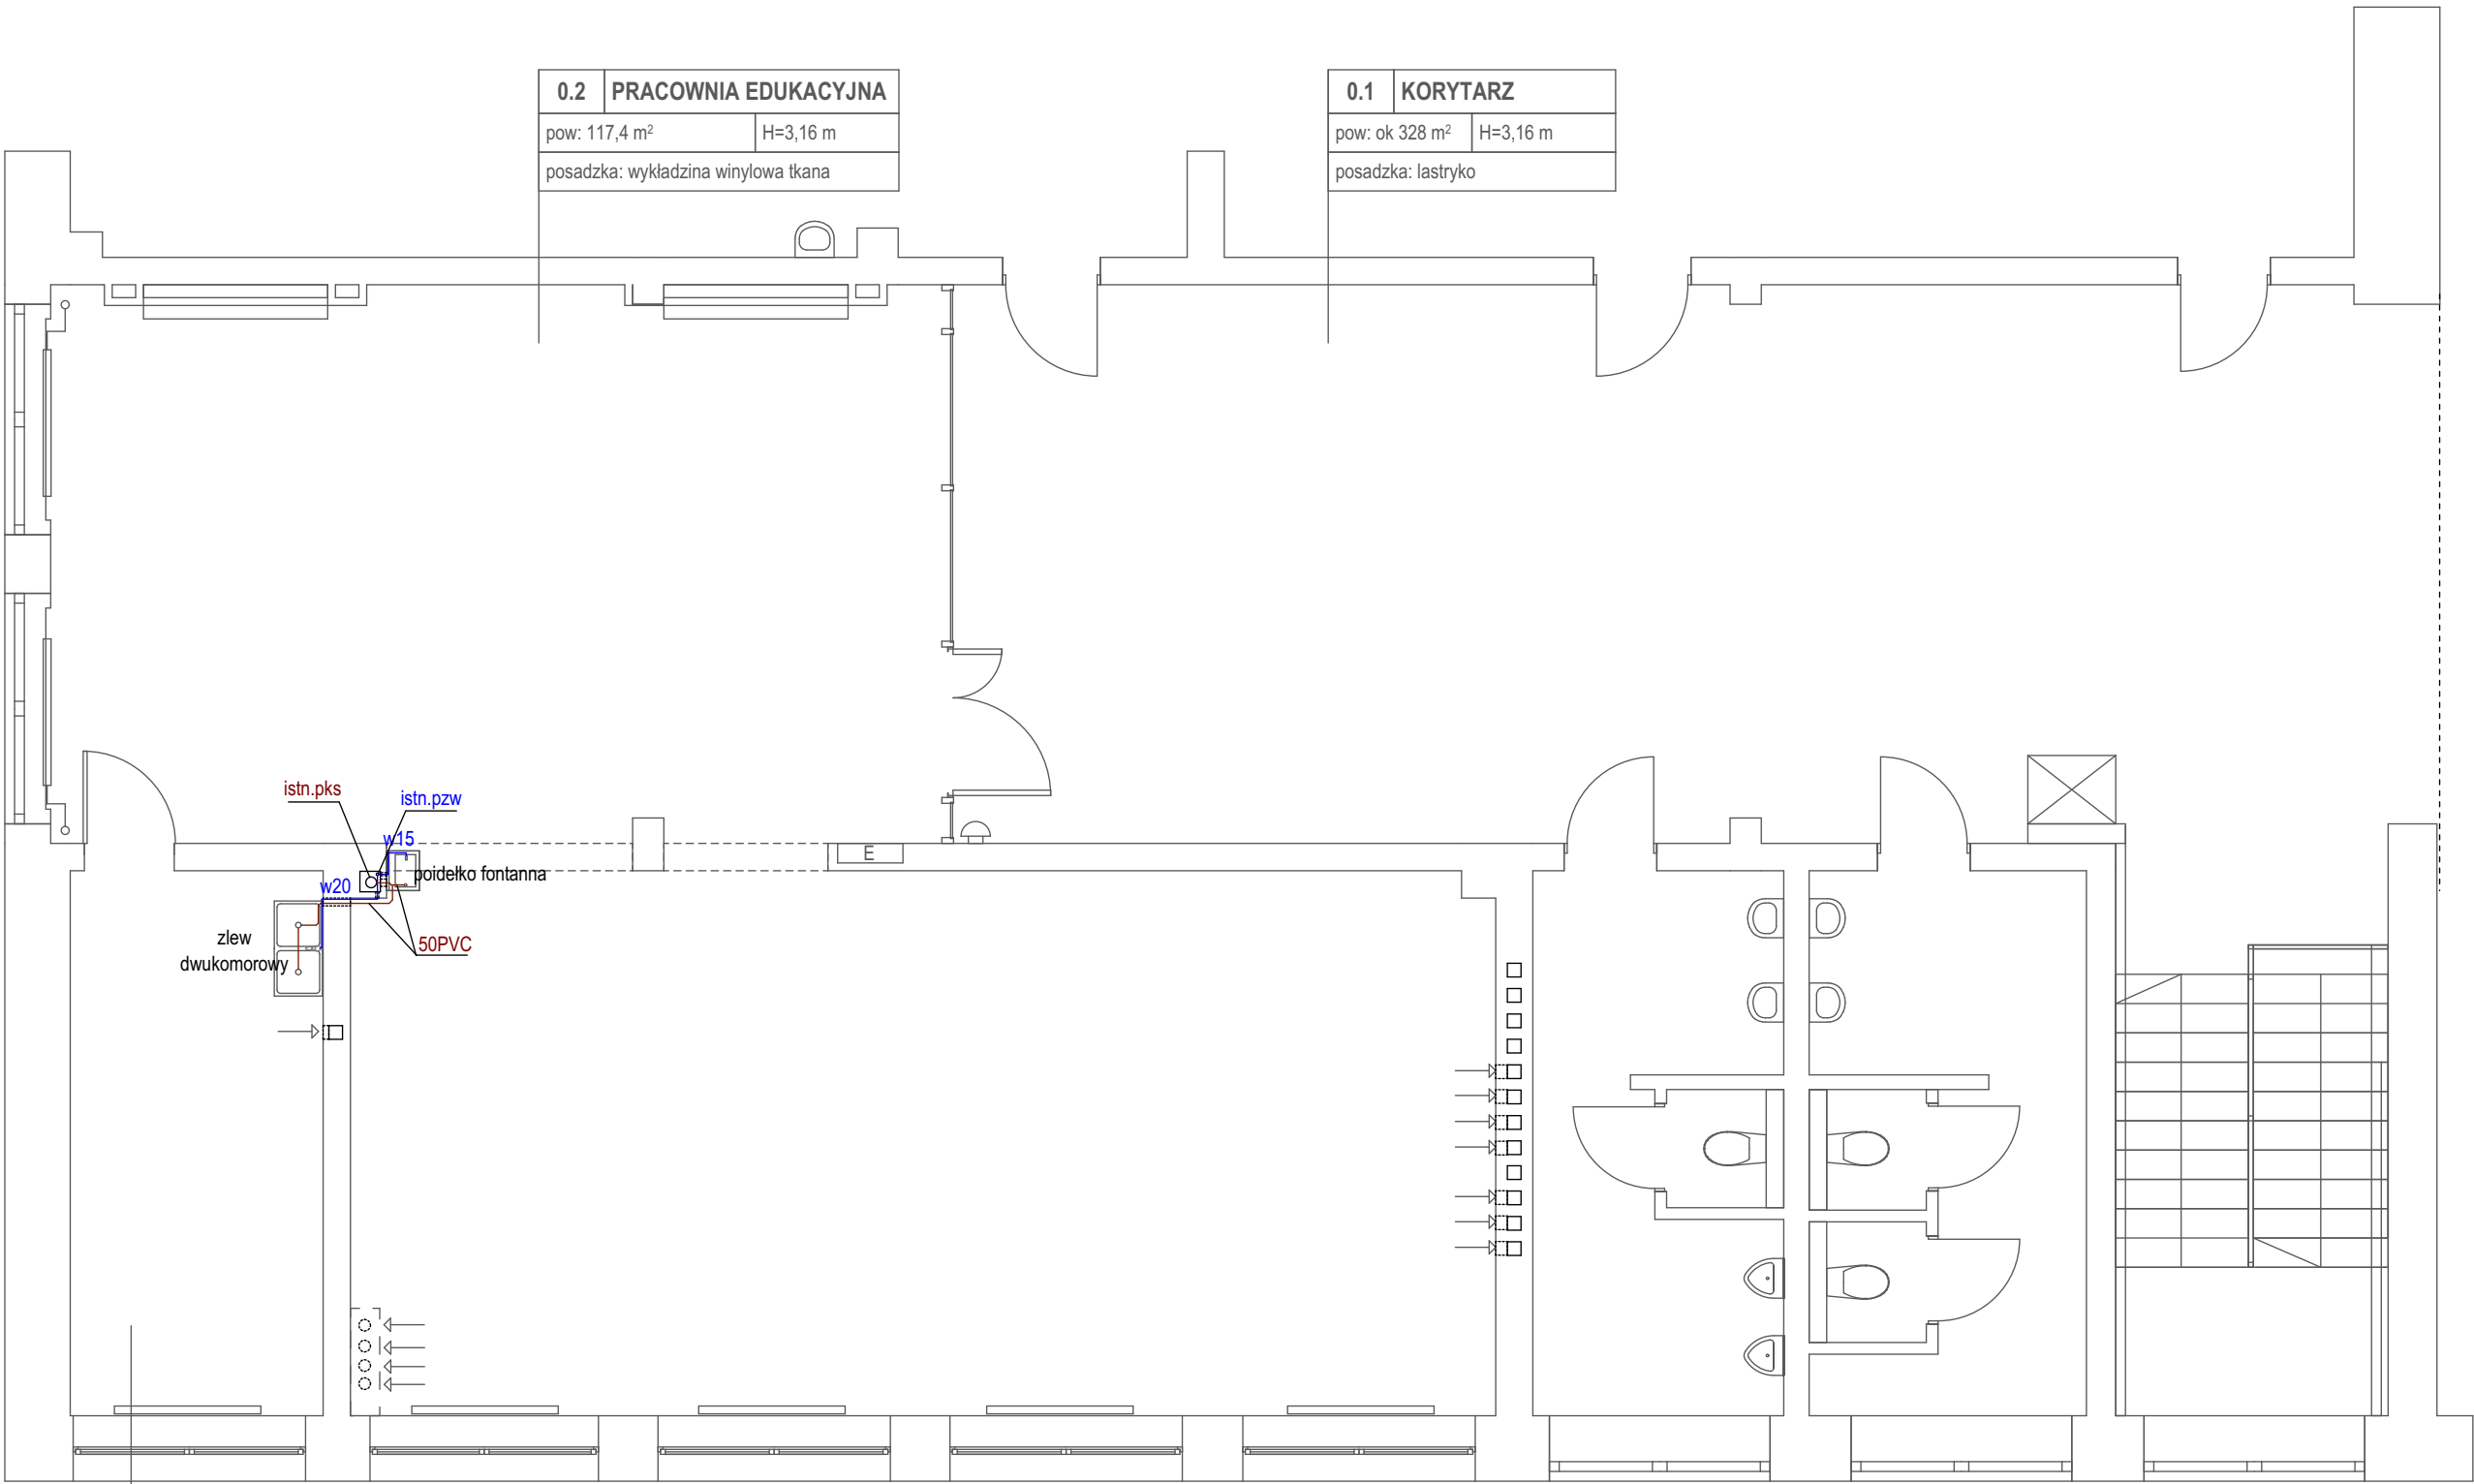 0.2 PRACOWNIA EDUKACYJNA
pow: 117,4 m² H=3,16 m
posadzka: wykładzina winylowa tkana
0.1 KORYTARZ
pow: ok 328 m² H=3,16 m
posadzka: lastryko
istn.pks
istn.pzw
w15
E
poidełko fontanna
w20
zlew
dwukomorowy
50PVC